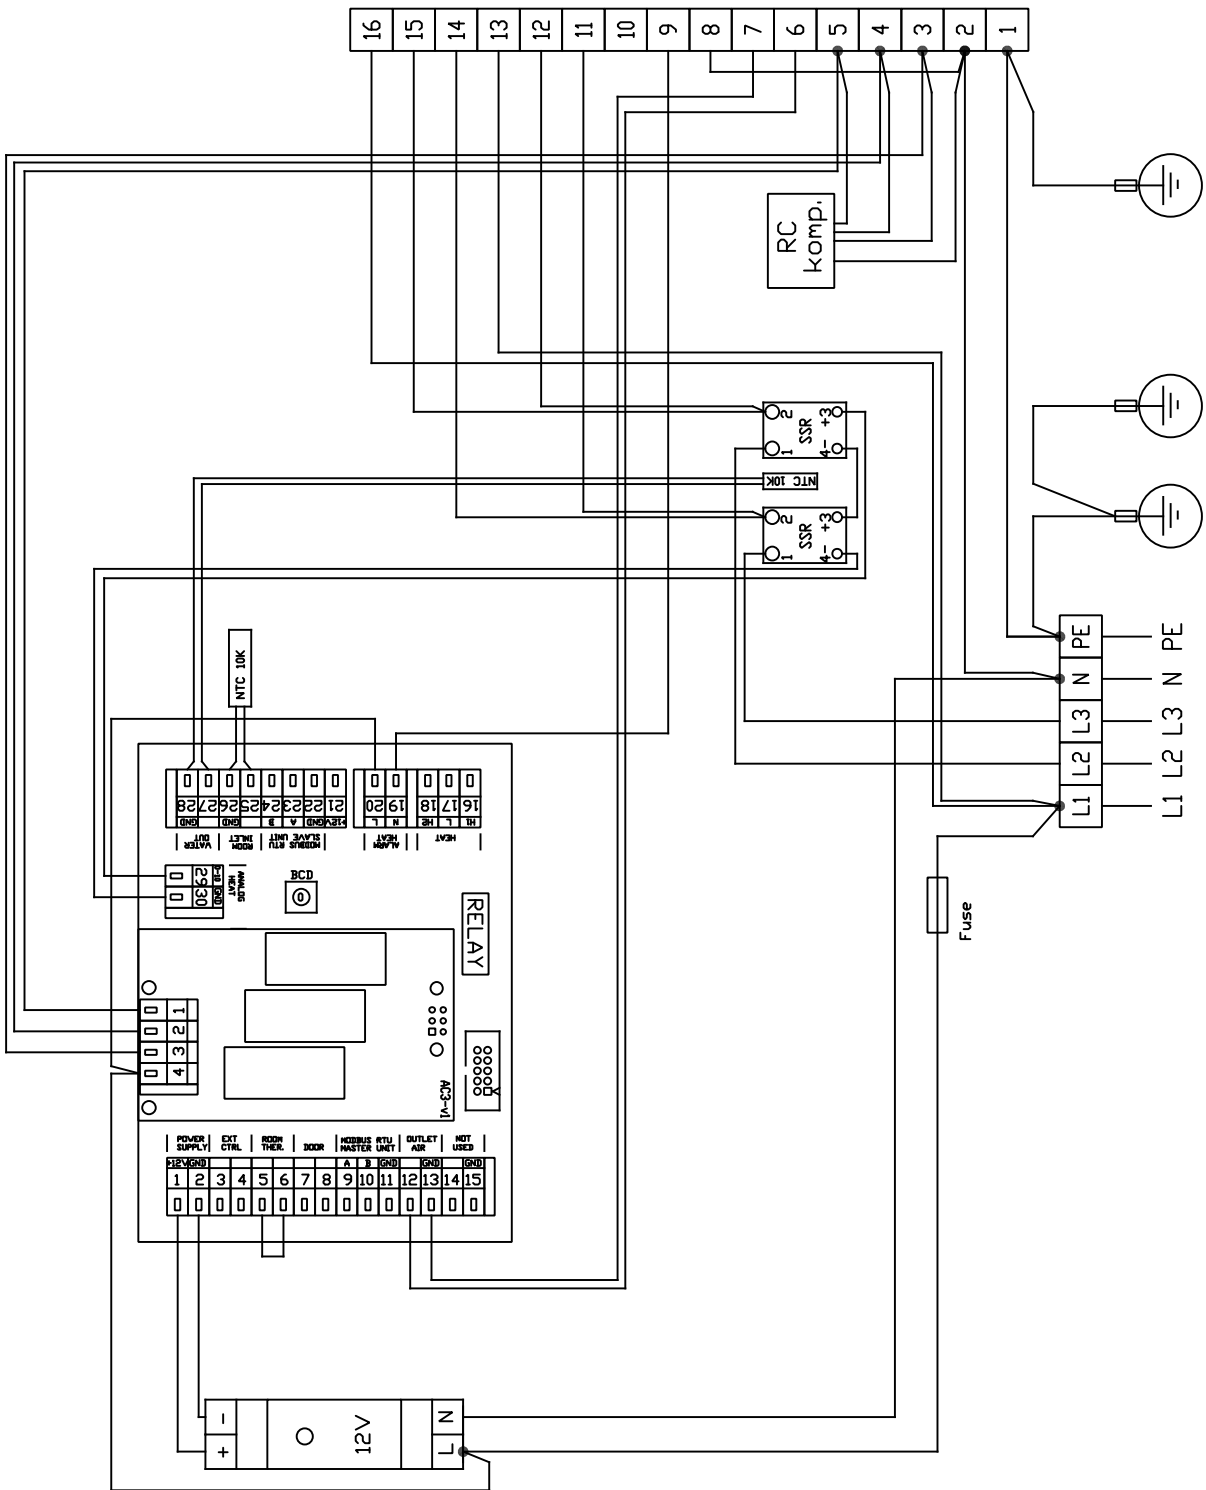 16 15 14 13 12 11 10 9 8 7 6 5 4 3 2 1
RC
komp.
2 +3
SSR
1 4-
NTC 10K
2 +3
SSR
1 4-
NTC 10K
PE PE
N N
L3 L3
L2 L2
L1 L1
28 27 26 25 24 23 22 21 20 19 18 17 16
GND GND B A GND +12V L N H2 L H1
VATER
OUT
ROOM
INLET
MODBUS RTU
SLAVE UNIT
ALARM
HEAT
HEAT
29 0-10
30 GND
ANALOG
HEAT
BCD
RELAY
Fuse
1
2
3
4
AC3-v1
POWER
SUPPLY
EXT
CTRL
ROOM
THER.
DOOR
MODBUS RTU
MASTER UNIT
OUTLET
AIR
NOT
USED
+12V GND A B GND GND GND
1 2 3 4 5 6 7 8 9 10 11 12 13 14 15
- N
12V
+ L